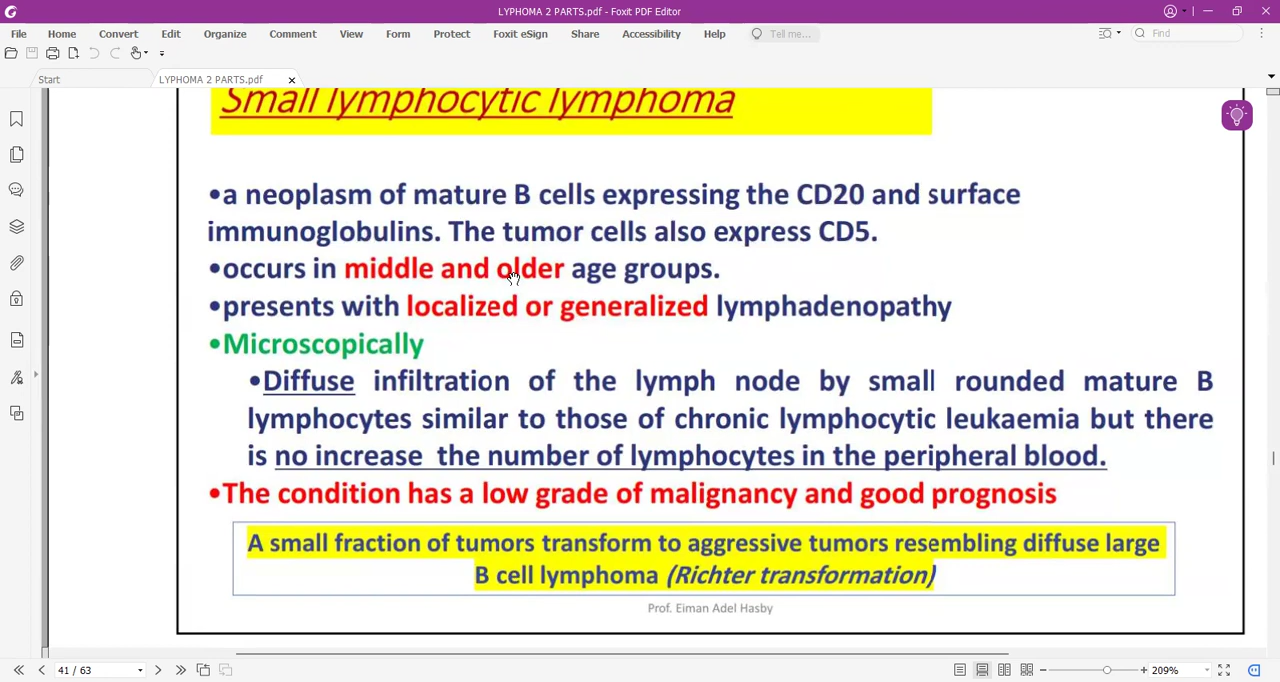 LYPHOMA 2 PARTS.pdf - Foxit PDF Editor
File Home Convert Edit Organize Comment View Form Protect Foxit eSign Share Accessibility Help Tell me... Find
Start LYPHOMA 2 PARTS.pdf
Small lymphocytic lymphoma
•a neoplasm of mature B cells expressing the CD20 and surface
immunoglobulins. The tumor cells also express CD5.
•occurs in middle and older age groups.
•presents with localized or generalized lymphadenopathy
•Microscopically
•Diffuse infiltration of the lymph node by small rounded mature B
lymphocytes similar to those of chronic lymphocytic leukaemia but there
is no increase the number of lymphocytes in the peripheral blood.
•The condition has a low grade of malignancy and good prognosis
A small fraction of tumors transform to aggressive tumors resembling diffuse large
B cell lymphoma (Richter transformation)
Prof. Eiman Adel Hasby
41 / 63 209%